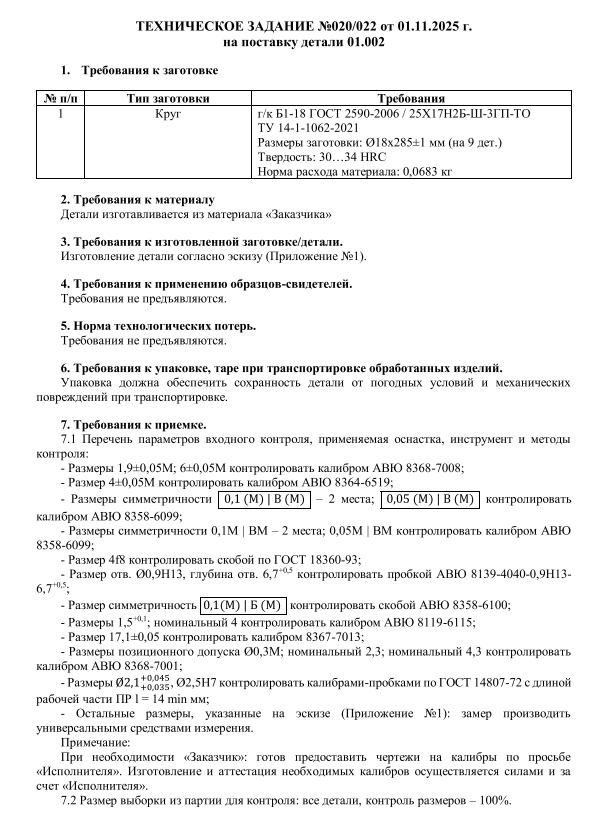 ТЕХНИЧЕСКОЕ ЗАДАНИЕ №020/022 от 01.11.2025 г.
на поставку детали 01.002
1. Требования к заготовке
№ п/п Тип заготовки Требования
1 Круг г/к Б1-18 ГОСТ 2590-2006 / 25Х17Н2Б-Ш-3ГП-ТО
ТУ 14-1-1062-2021
Размеры заготовки: Ø18х285±1 мм (на 9 дет.)
Твердость: 30…34 HRC
Норма расхода материала: 0,0683 кг
2. Требования к материалу
Детали изготавливается из материала «Заказчика»
3. Требования к изготовленной заготовке/детали.
Изготовление детали согласно эскизу (Приложение №1).
4. Требования к применению образцов-свидетелей.
Требования не предъявляются.
5. Норма технологических потерь.
Требования не предъявляются.
6. Требования к упаковке, таре при транспортировке обработанных изделий.
Упаковка должна обеспечить сохранность детали от погодных условий и механических
повреждений при транспортировке.
7. Требования к приемке.
7.1 Перечень параметров входного контроля, применяемая оснастка, инструмент и методы
контроля:
- Размеры 1,9±0,05М; 6±0,05М контролировать калибром АВЮ 8368-7008;
- Размер 4±0,05М контролировать калибром АВЮ 8364-6519;
- Размеры симметричности 0,1 (М) | В (М) – 2 места; 0,05 (М) | В (М) контролировать
калибром АВЮ 8358-6099;
- Размеры симметричности 0,1М | ВМ – 2 места; 0,05М | ВМ контролировать калибром АВЮ
8358-6099;
- Размер 4f8 контролировать скобой по ГОСТ 18360-93;
- Размер отв. Ø0,9Н13, глубина отв. 6,7+0,5 контролировать пробкой АВЮ 8139-4040-0,9Н13-
6,7+0,5;
- Размер симметричность 0,1(М) | Б (М) контролировать скобой АВЮ 8358-6100;
- Размеры 1,5+0,1; номинальный 4 контролировать калибром АВЮ 8119-6115;
- Размер 17,1±0,05 контролировать калибром 8367-7013;
- Размеры позиционного допуска Ø0,3М; номинальный 2,3; номинальный 4,3 контролировать
калибром АВЮ 8368-7001;
- Размеры Ø2,1+0,045 +0,035, Ø2,5Н7 контролировать калибрами-пробками по ГОСТ 14807-72 с длиной
рабочей части ПР l = 14 min мм;
- Остальные размеры, указанные на эскизе (Приложение №1): замер производить
универсальными средствами измерения.
Примечание:
При необходимости «Заказчик»: готов предоставить чертежи на калибры по просьбе
«Исполнителя». Изготовление и аттестация необходимых калибров осуществляется силами и за
счет «Исполнителя».
7.2 Размер выборки из партии для контроля: все детали, контроль размеров – 100%.